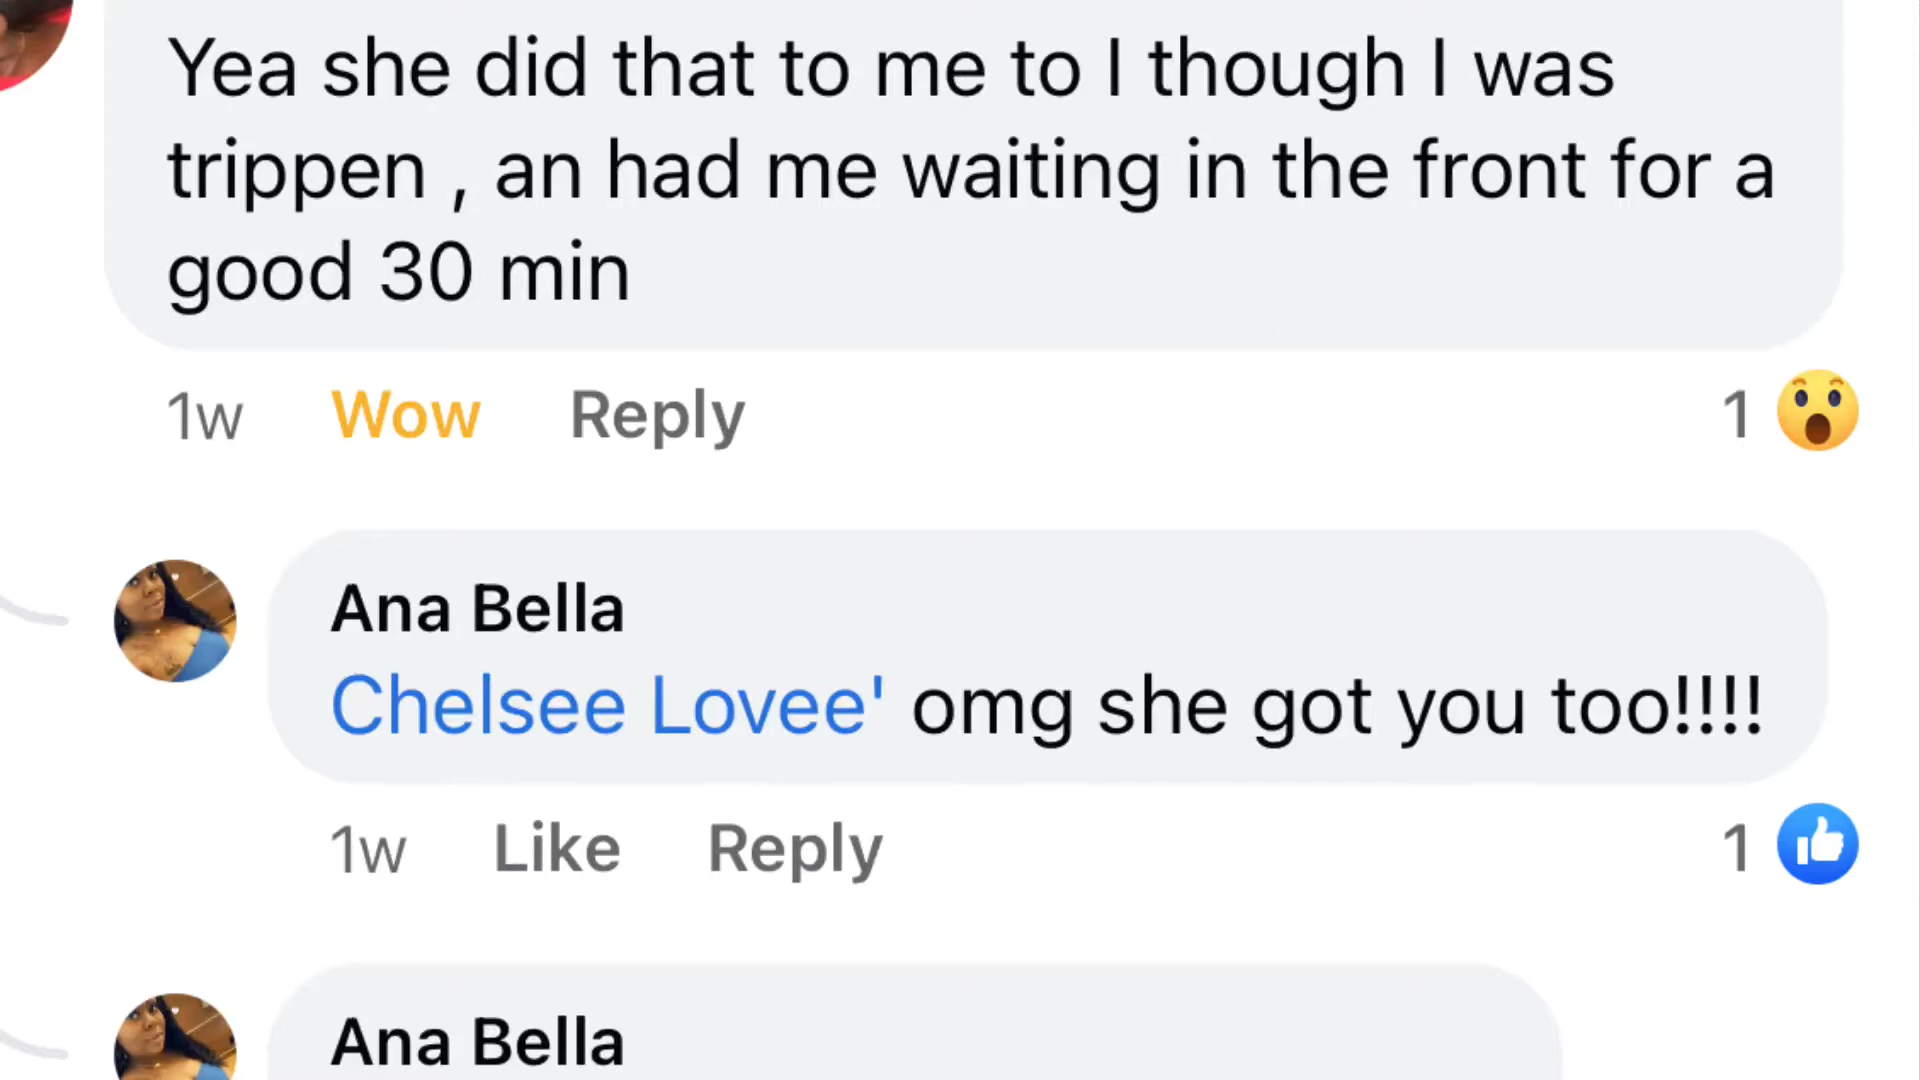 Yea she did that to me to I though I was
trippen , an had me waiting in the front for a
good 30 min
1w Wow Reply 1
Ana Bella
Chelsee Lovee' omg she got you too!!!!
1w Like Reply 1
Ana Bella